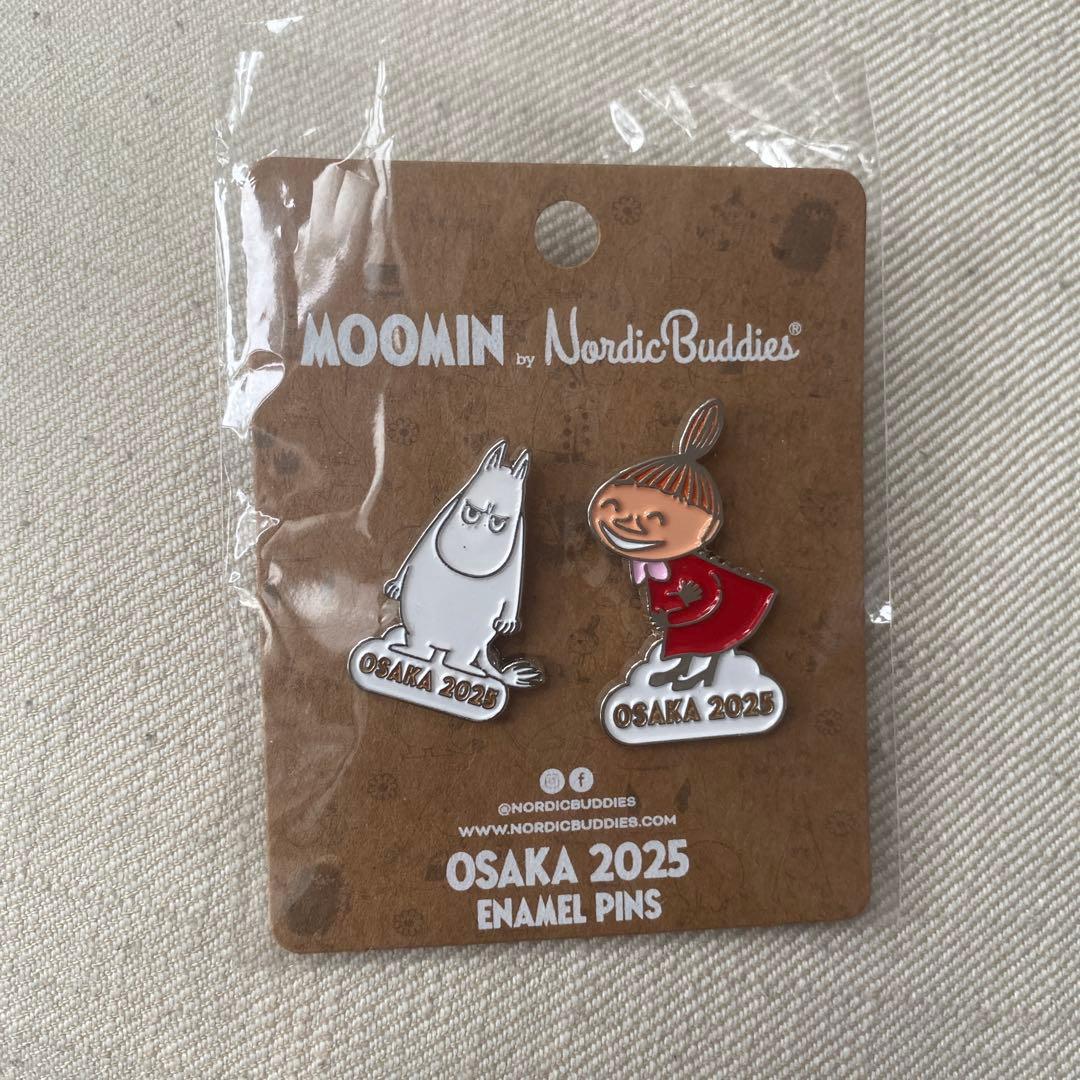 MOOMIN by NordicBuddies®
OSAKA 2025
OSAKA 2025
@NORDICBUDDIES
WWW.NORDICBUDDIES.COM
OSAKA 2025
ENAMEL PINS